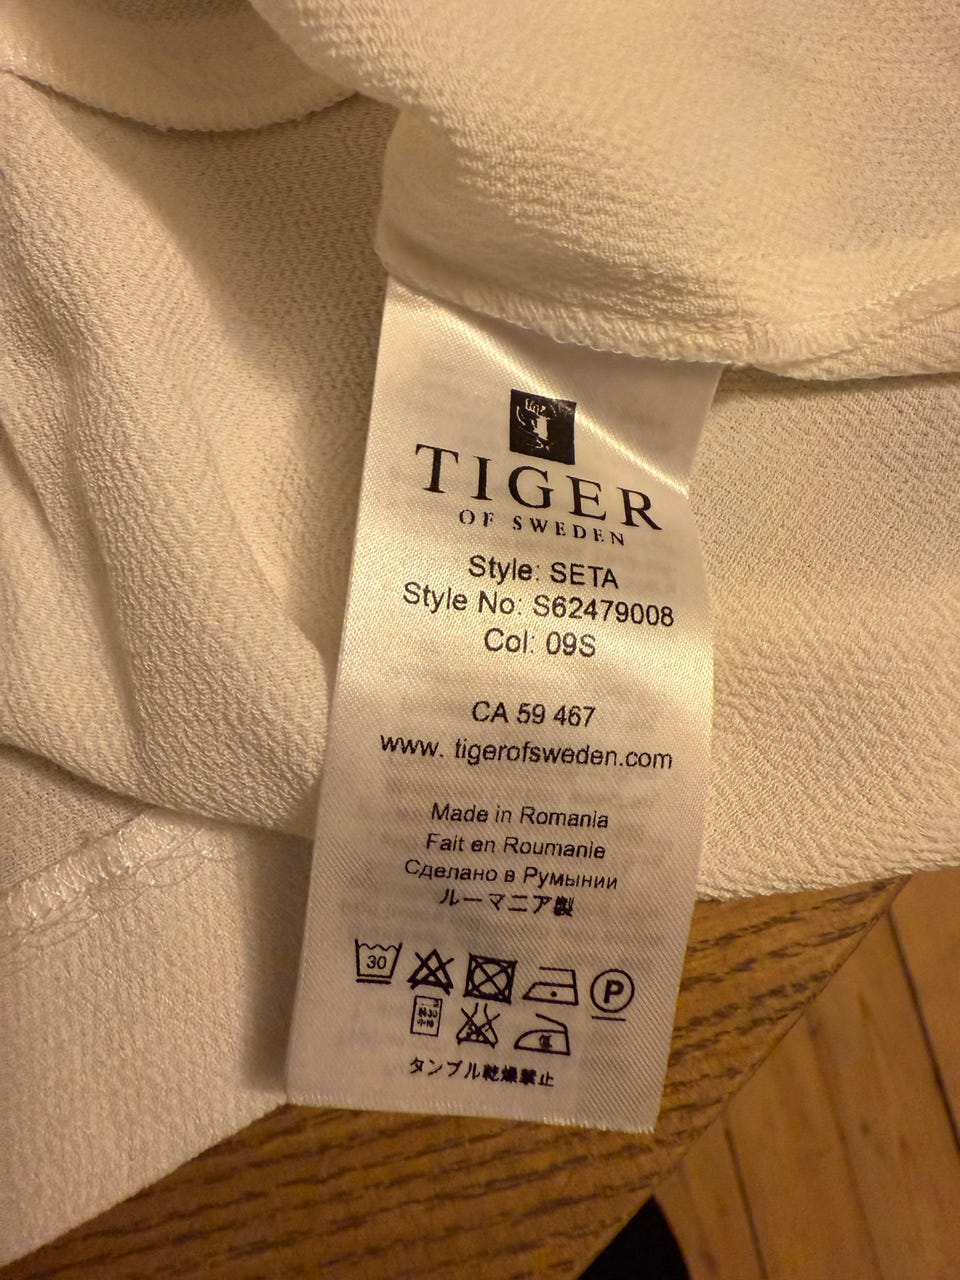 TIGER
OF SWEDEN
Style: SETA
Style No: S62479008
Col: 09S
CA 59 467
www. tigerofsweden.com
Made in Romania
Fait en Roumanie
Сделано в Румынии
ルーマニア製
30
P
タンブル乾燥禁止